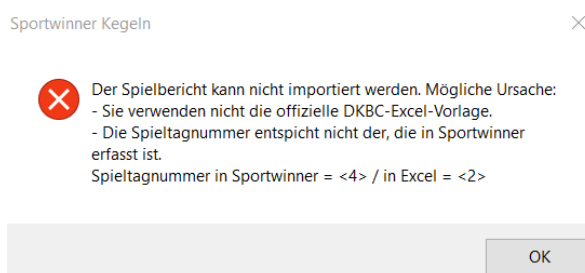 Sportwinner Kegeln
Der Spielbericht kann nicht importiert werden. Mögliche Ursache:
- Sie verwenden nicht die offizielle DKBC-Excel-Vorlage.
- Die Spieltagnummer entspicht nicht der, die in Sportwinner
erfasst ist.
Spieltagnummer in Sportwinner = <4> / in Excel = <2>
OK